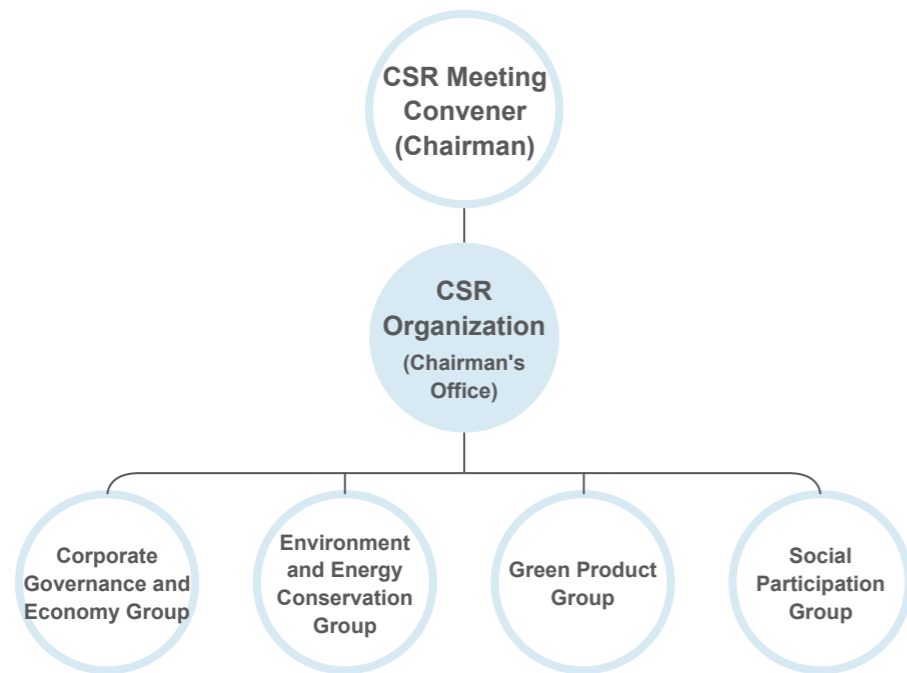 CSR Meeting
Convener
(Chairman)
CSR
Organization
(Chairman's
Office)
Corporate
Governance and
Economy Group
Environment
and Energy
Conservation
Group
Green Product
Group
Social
Participation
Group